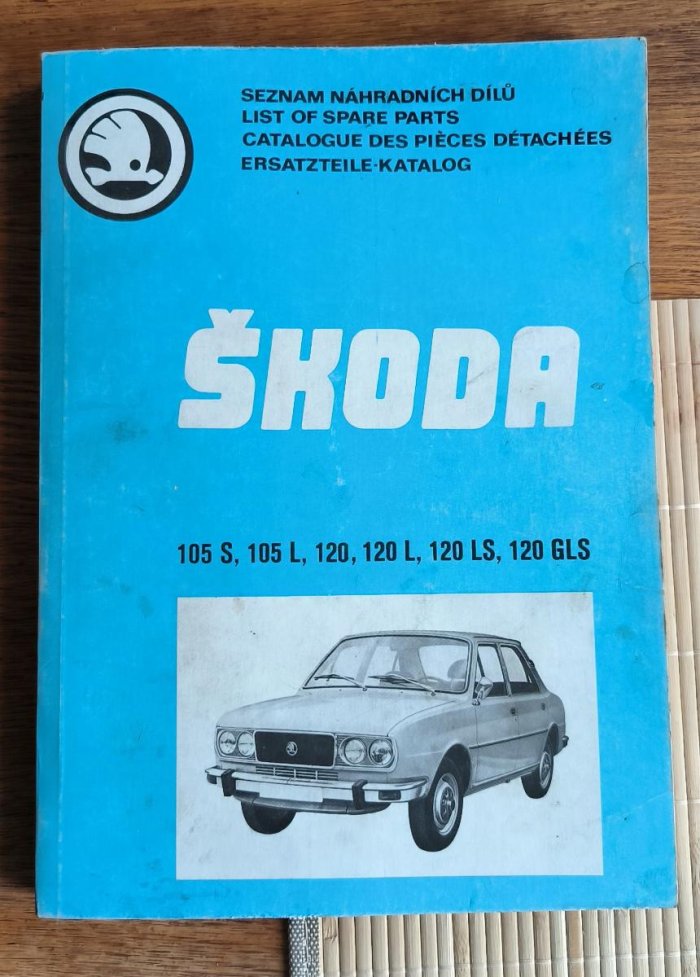 SEZNAM NÁHRADNÍCH DÍLŮ
LIST OF SPARE PARTS
CATALOGUE DES PIÈCES DÉTACHÉES
ERSATZTEILE-KATALOG
ŠKODA
105 S, 105 L, 120, 120 L, 120 LS, 120 GLS